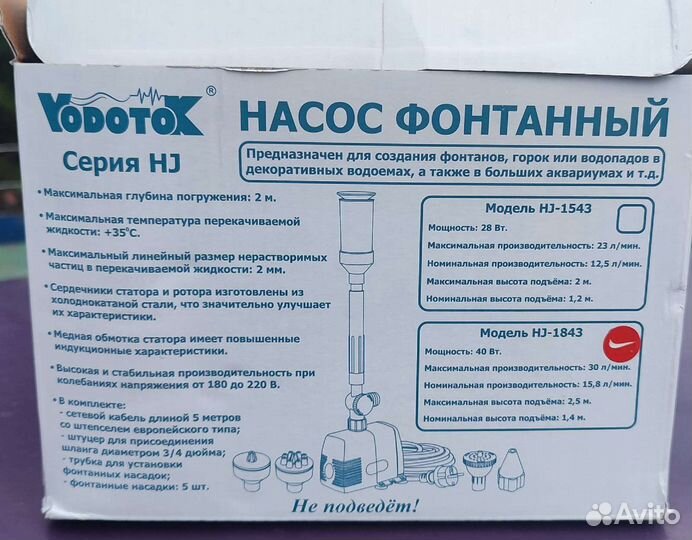 VODOTOK®
НАСОС ФОНТАННЫЙ
Серия HJ
Предназначен для создания фонтанов, горок или водопадов в
декоративных водоемах, а также в больших аквариумах и т.д.
• Максимальная глубина погружения: 2 м.
• Максимальная температура перекачиваемой
жидкости: +35°С.
• Максимальный линейный размер нерастворимых
частиц в перекачиваемой жидкости: 2 мм.
• Сердечники статора и ротора изготовлены из
холоднокатаной стали, что значительно улучшает
их характеристики.
• Медная обмотка статора имеет повышенные
индукционные характеристики.
• Высокая и стабильная производительность при
колебаниях напряжения от 180 до 220 В.
• В комплекте:
- сетевой кабель длиной 5 метров
со штепселем европейского типа;
- штуцер для присоединения
шланга диаметром 3/4 дюйма;
- трубка для установки
фонтанных насадок;
- фонтанные насадки: 5 шт.
Модель HJ-1543
Мощность: 28 Вт.
Максимальная производительность: 23 л/мин.
Номинальная производительность: 12,5 л/мин.
Максимальная высота подъёма: 2 м.
Номинальная высота подъёма: 1,2 м.
Модель HJ-1843
Мощность: 40 Вт.
Максимальная производительность: 30 л/мин.
Номинальная производительность: 15,8 л/мин.
Максимальная высота подъёма: 2,5 м.
Номинальная высота подъёма: 1,4 м.
Не подведёт!
Avito